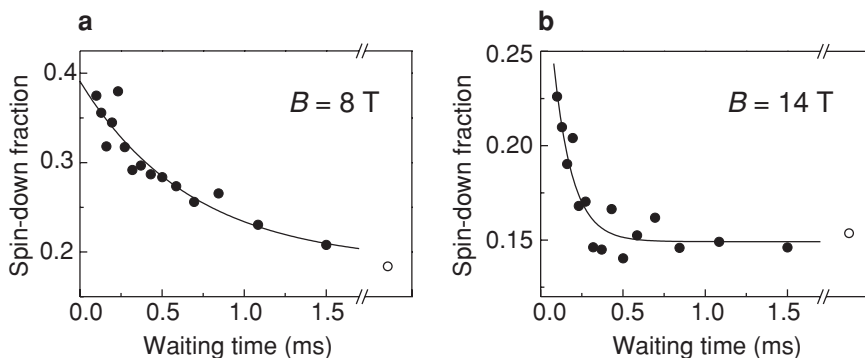 a
0.4
0.3
0.2
Spin-down fraction
B = 8 T
0.0 0.5 1.0 1.5
Waiting time (ms)
b
0.25
0.20
0.15
0.10
Spin-down fraction
B = 14 T
0.0 0.5 1.0 1.5
Waiting time (ms)